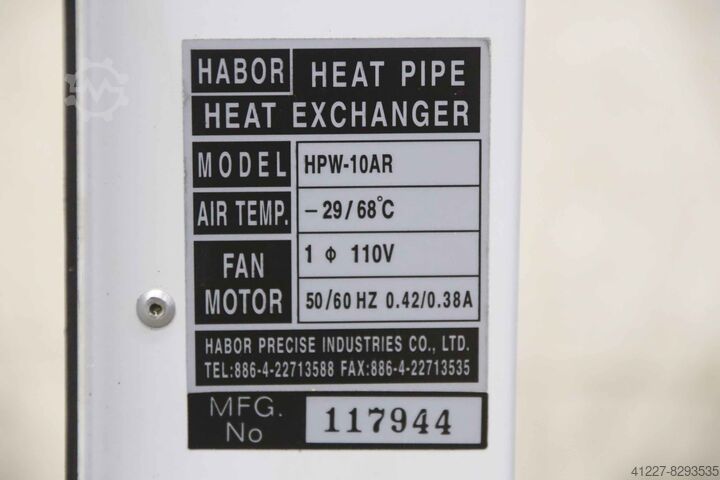 HABOR HEAT PIPE
HEAT EXCHANGER
MODEL HPW-10AR
AIR TEMP. -29/68°C
FAN MOTOR 1 Φ 110V
50/60 HZ 0.42/0.38A
HABOR PRECISE INDUSTRIES CO., LTD.
TEL:886-4-22713588 FAX:886-4-22713535
MFG. No 117944
41227-8293535